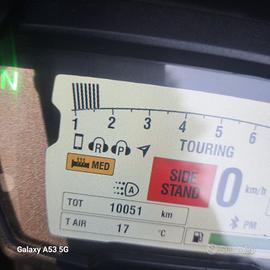 N
1 2 3 4 5 6
TOURING
P
MED
A
SIDE
STAND
0 km/h
TOT 10051 km
T AIR 17 °C
PM
Galaxy A53 5G